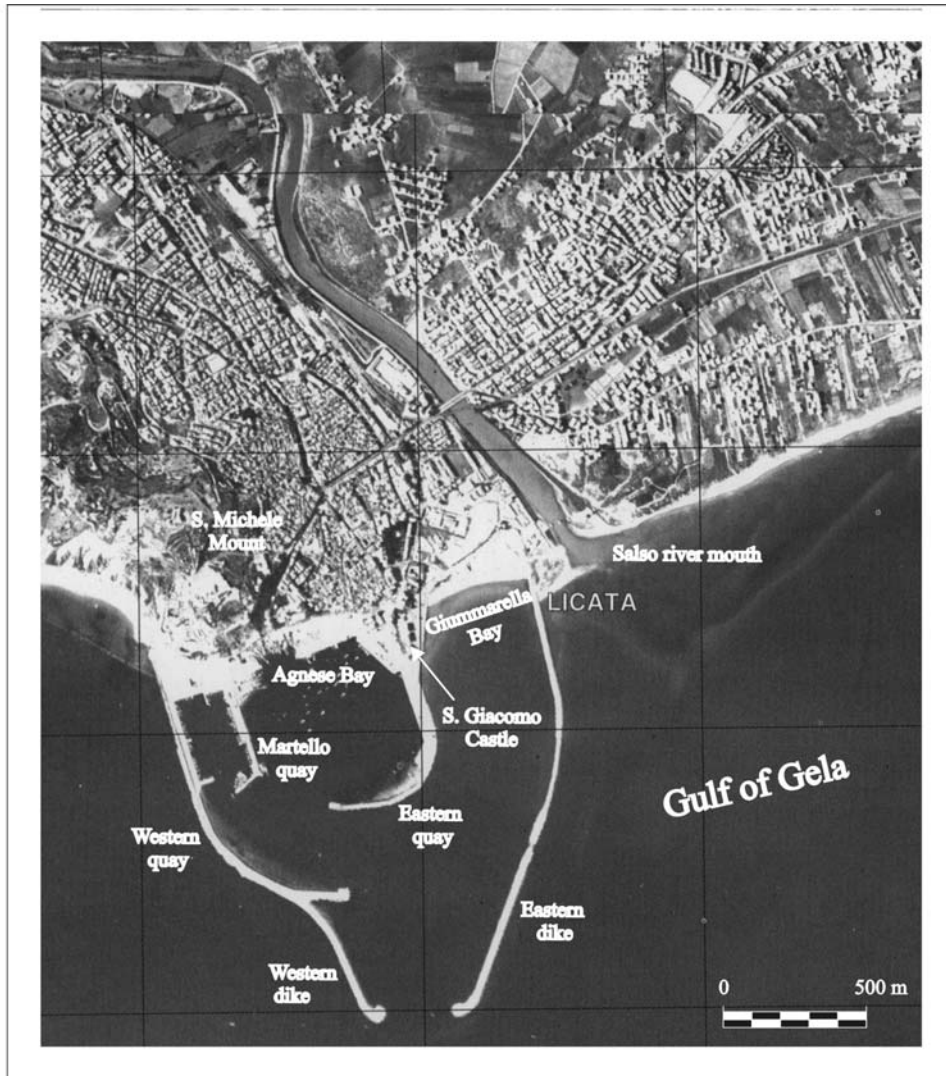 S. Michele
Mount
Salso river mouth
LICATA
Giummarella
Bay
Agnese Bay
S. Giacomo
Castle
Martello
quay
Gulf of Gela
Eastern
quay
Western
quay
Eastern
dike
Western
dike
0 500 m